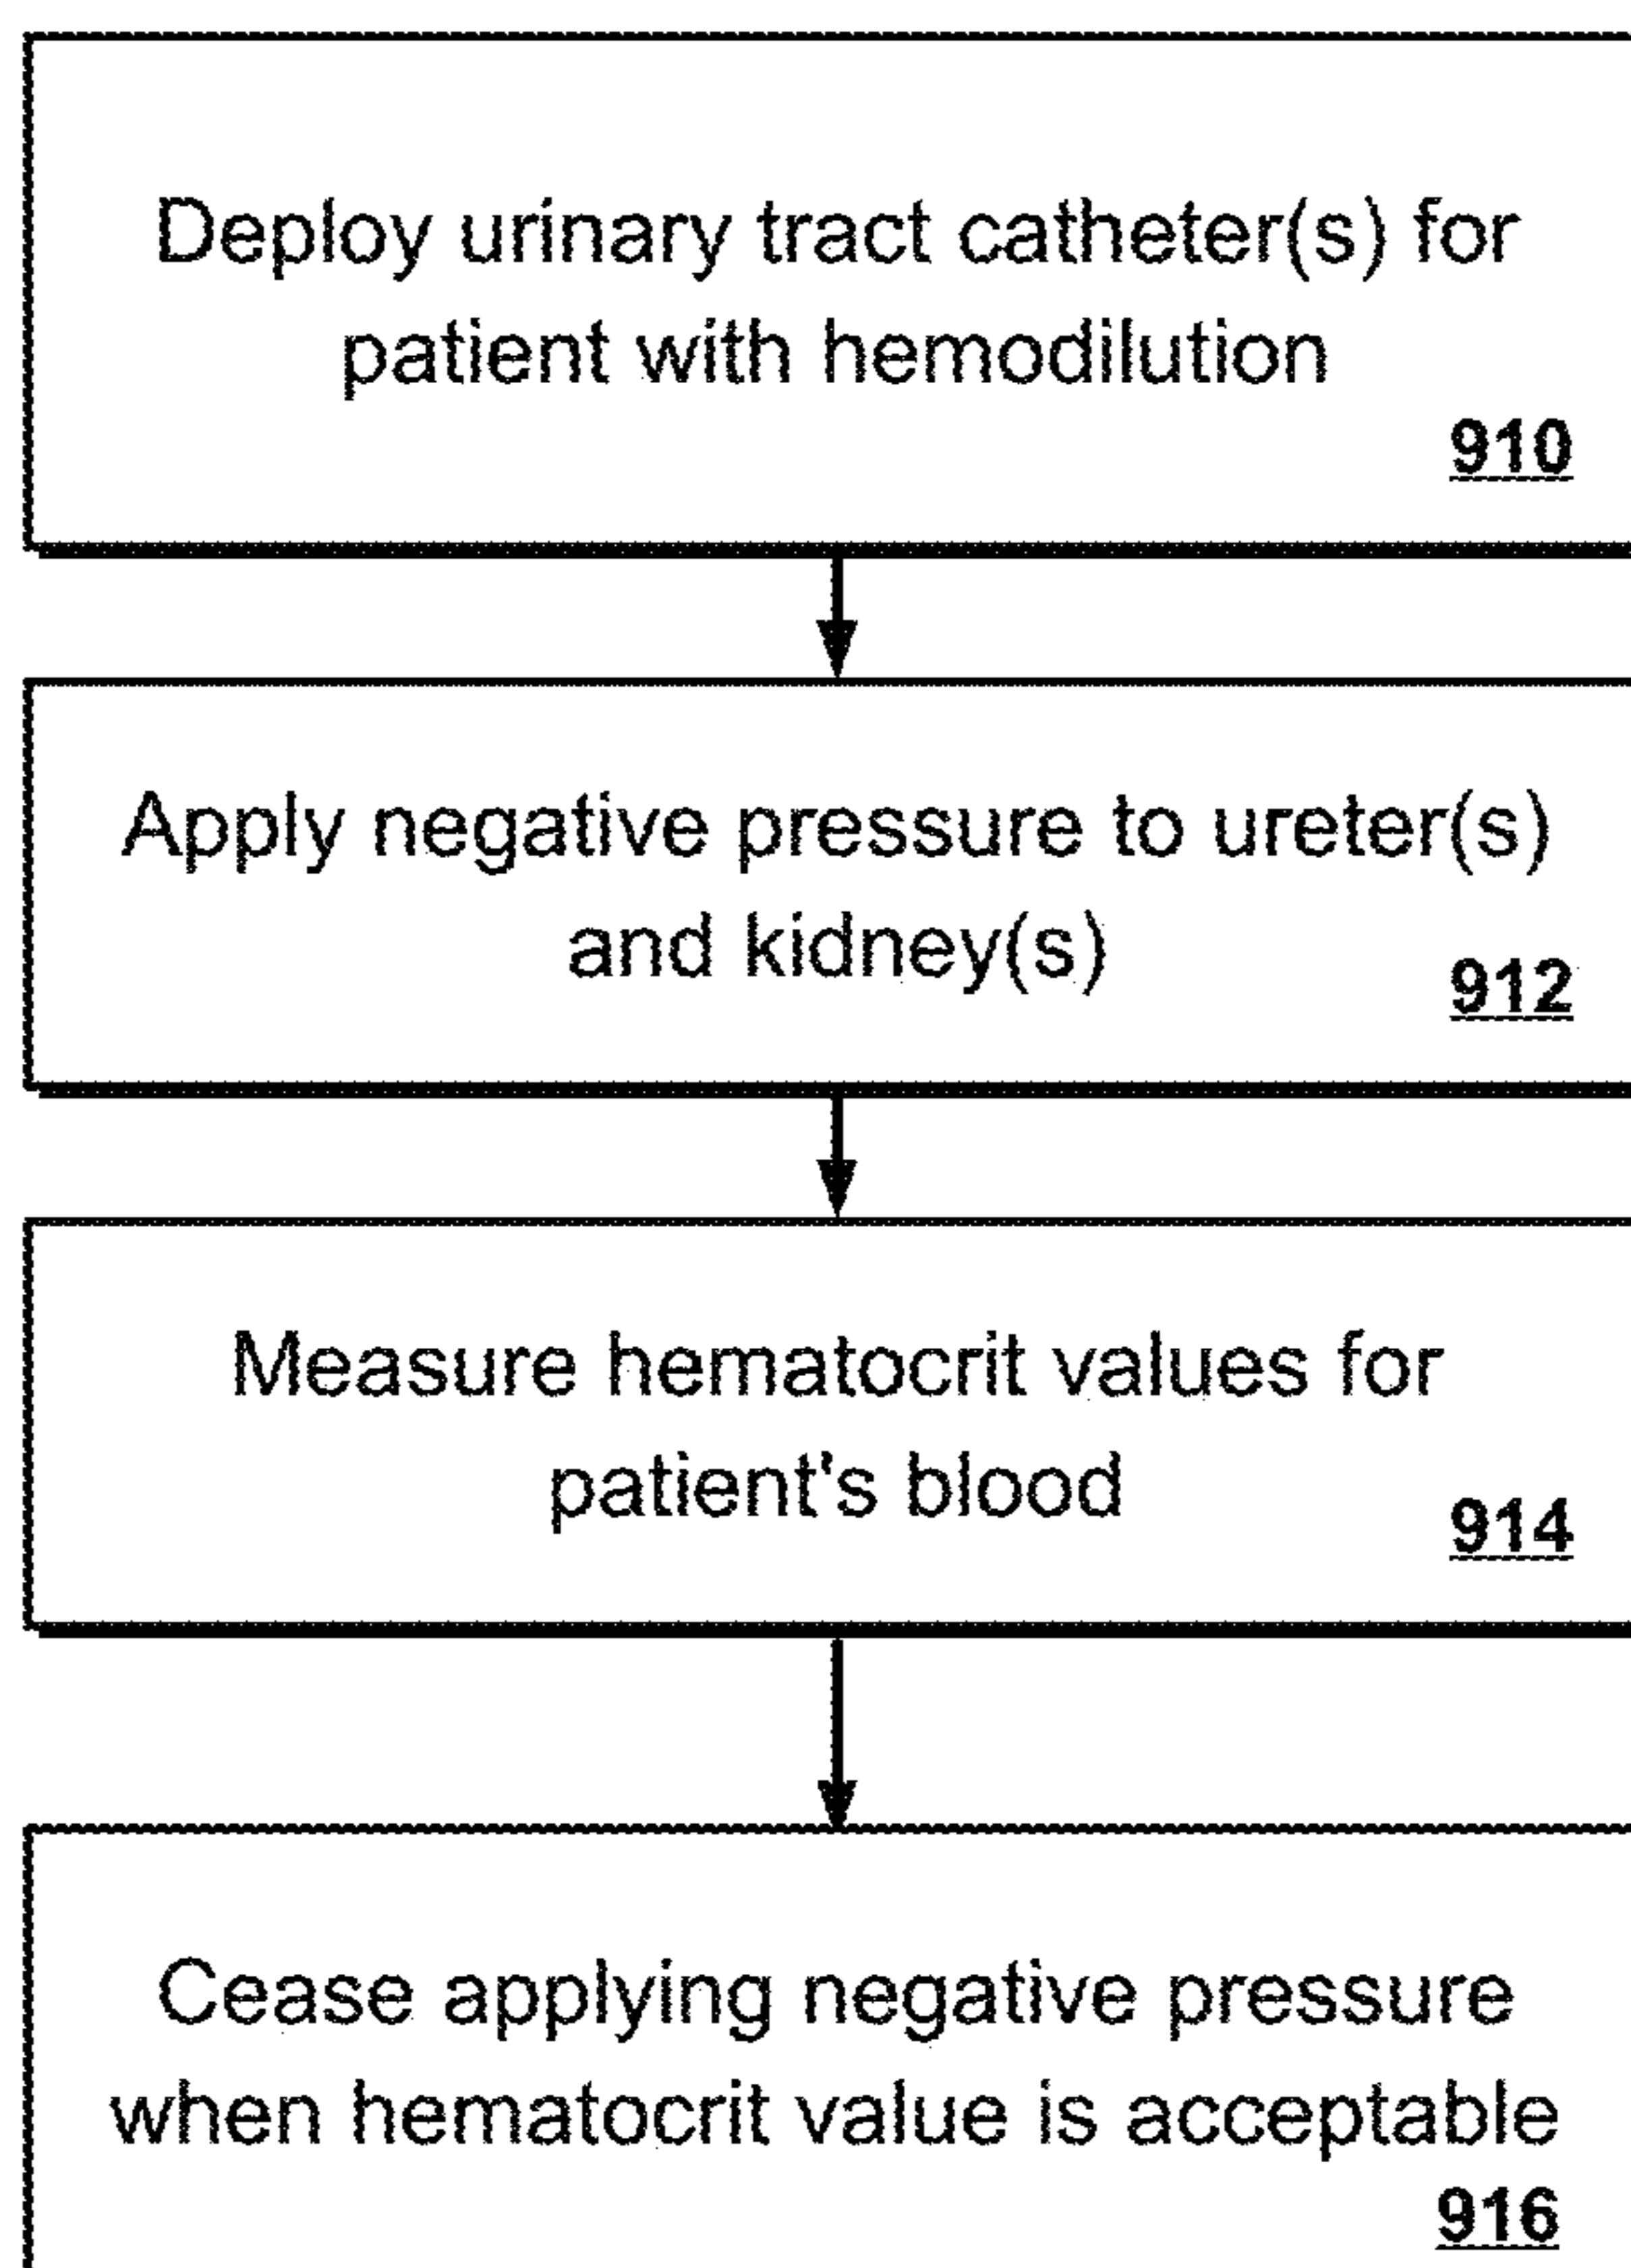 Deploy urinary tract catheter(s) for
patient with hemodilution
910
Apply negative pressure to ureter(s)
and kidney(s)
912
Measure hematocrit values for
patient's blood
914
Cease applying negative pressure
when hematocrit value is acceptable
916